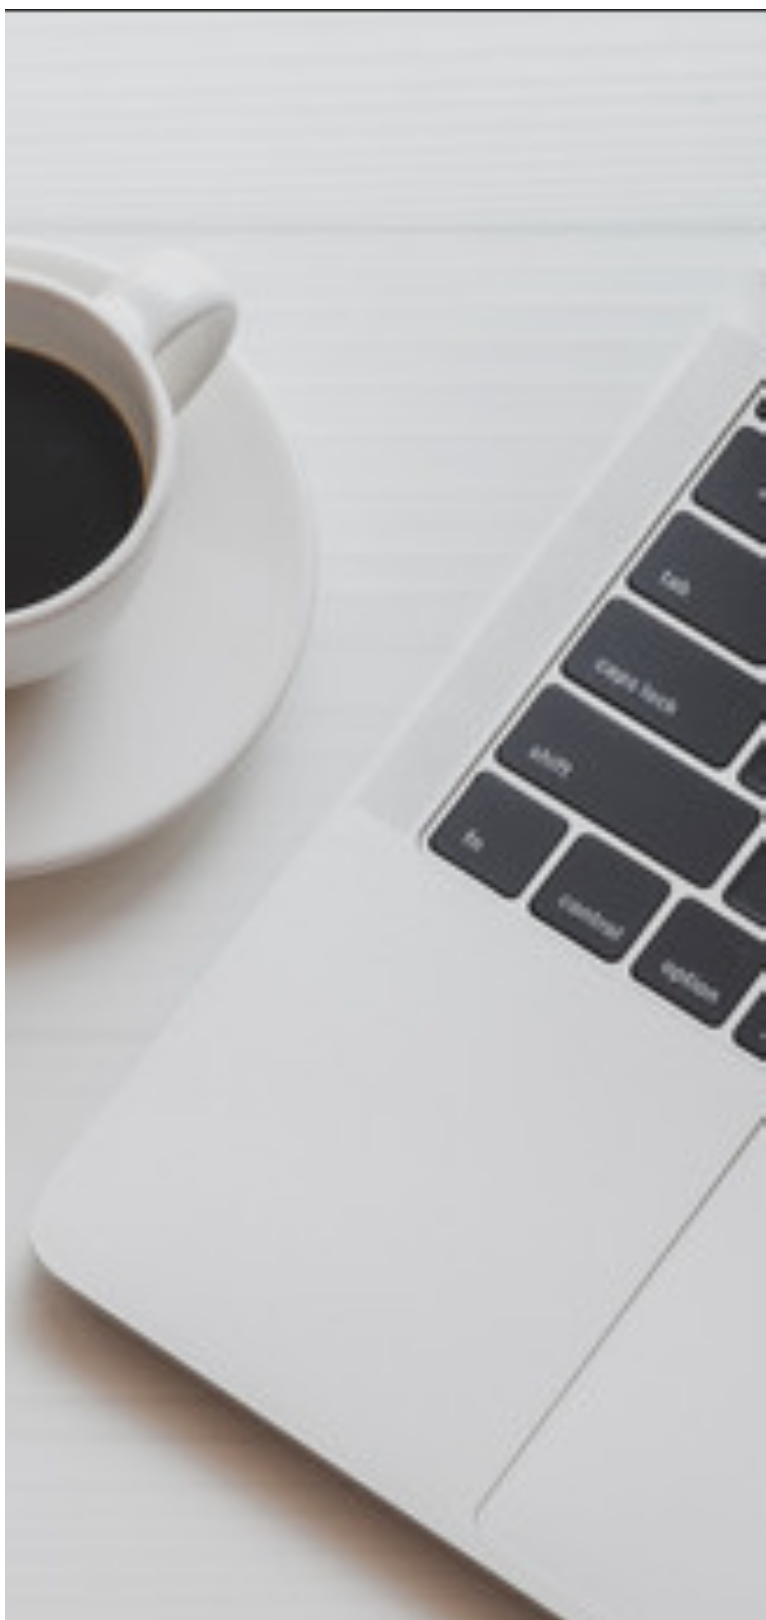 tab
caps lock
shift
fn
control
option